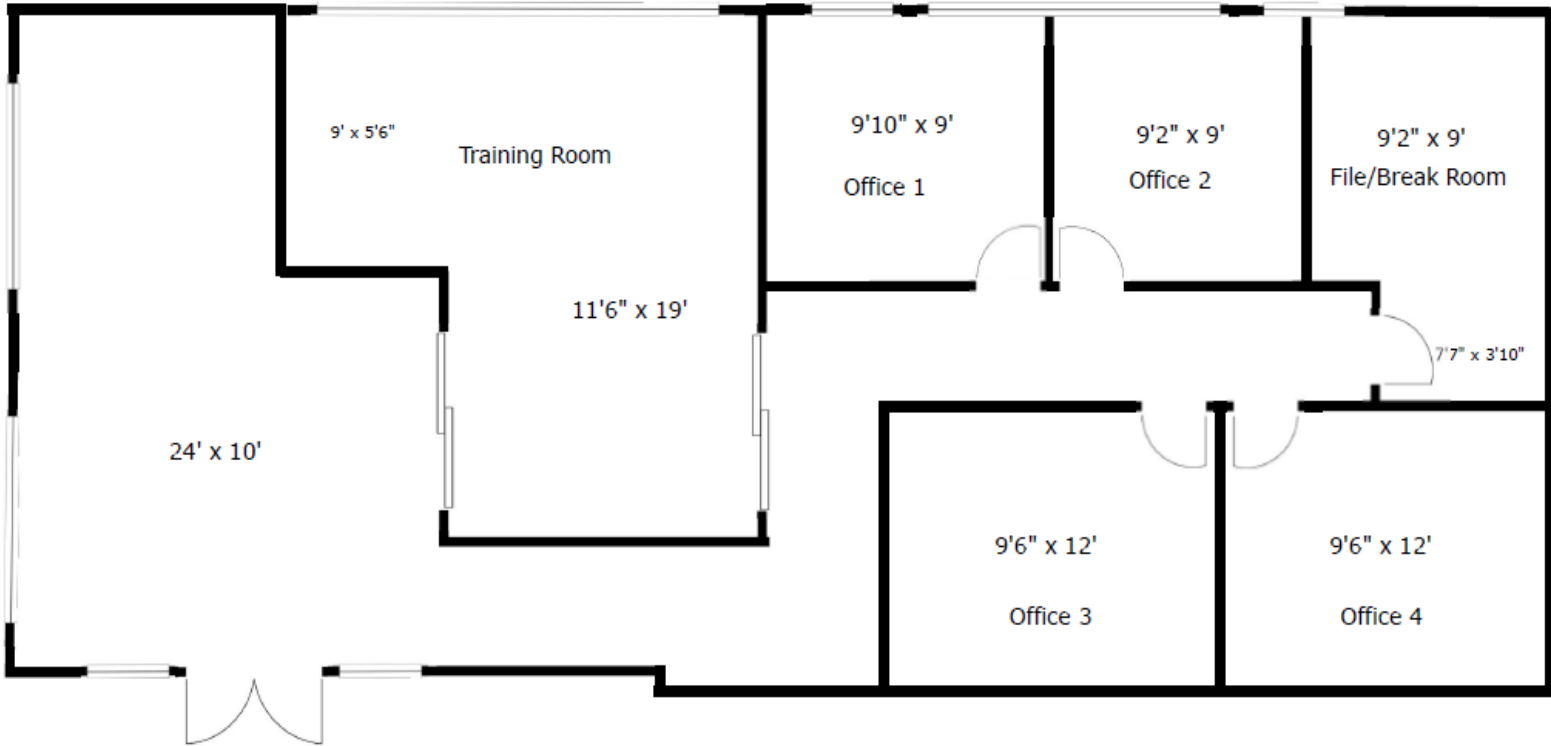 9' x 5'6"
Training Room
11'6" x 19'
9'10" x 9'
Office 1
9'2" x 9'
Office 2
9'2" x 9'
File/Break Room
7'7" x 3'10"
24' x 10'
9'6" x 12'
Office 3
9'6" x 12'
Office 4